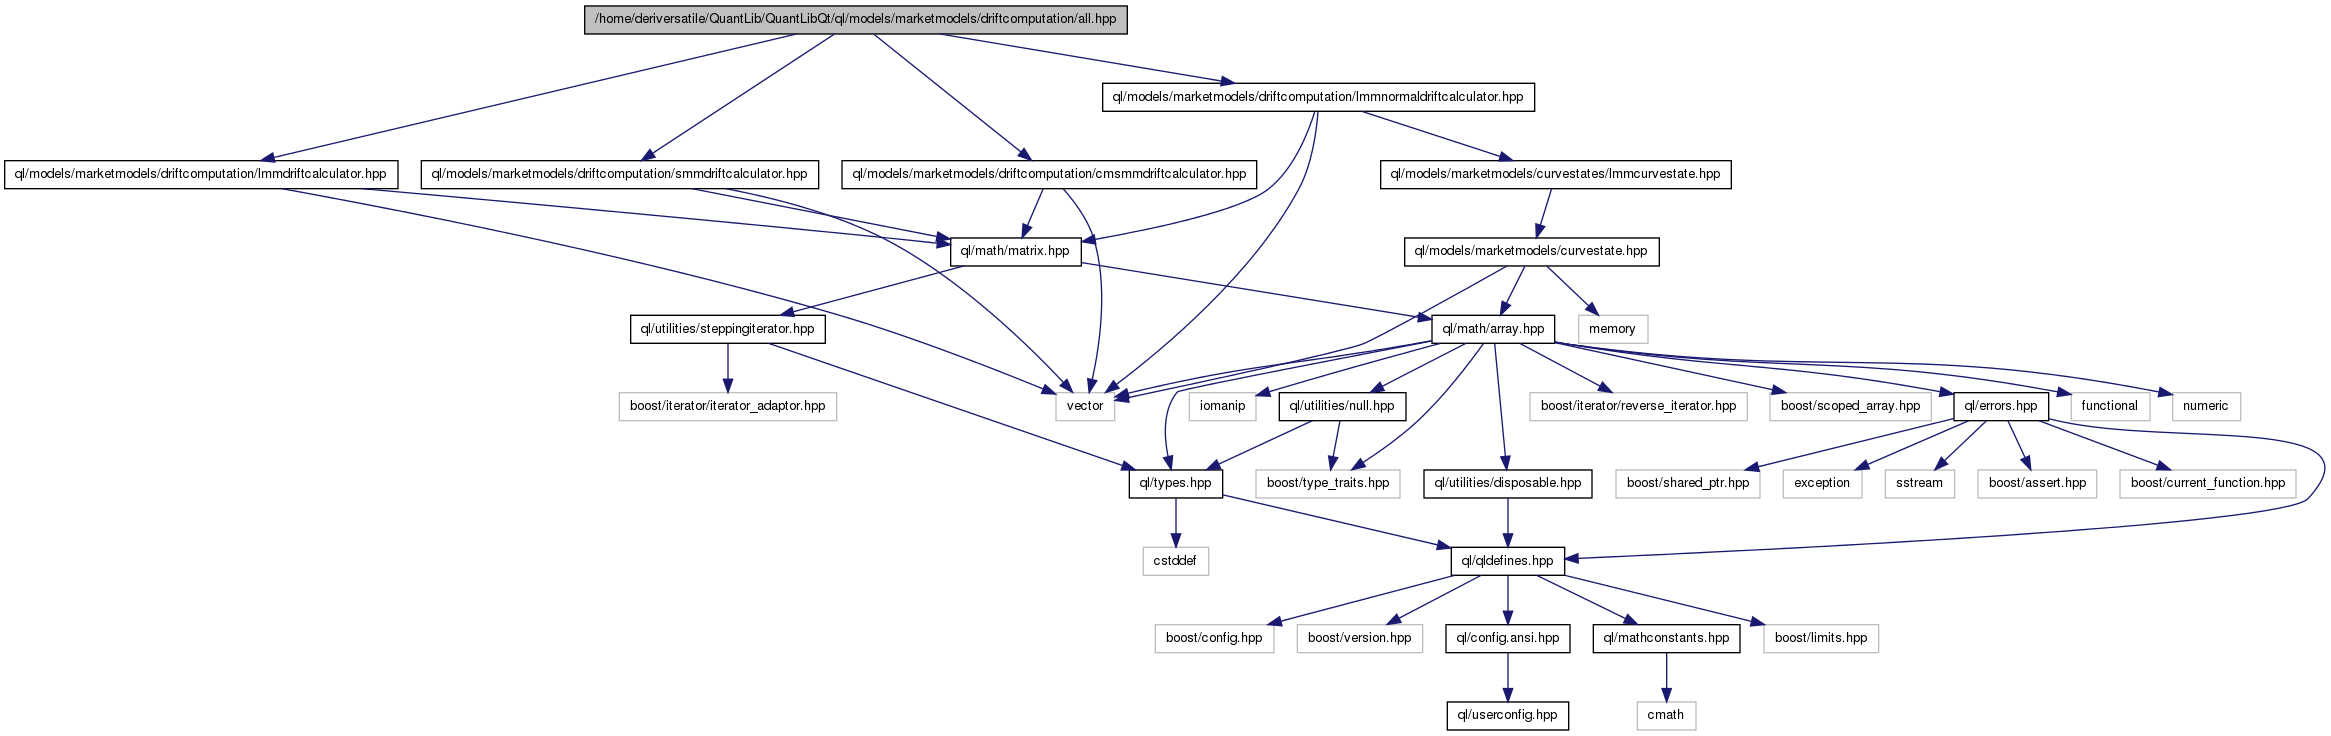 /home/deriversatile/QuantLib/QuantLibQt/ql/models/marketmodels/driftcomputation/all.hpp
ql/models/marketmodels/driftcomputation/lmmnormaldriftcalculator.hpp
ql/models/marketmodels/driftcomputation/lmmdriftcalculator.hpp
ql/models/marketmodels/driftcomputation/smmdriftcalculator.hpp
ql/models/marketmodels/driftcomputation/cmsmmdriftcalculator.hpp
ql/models/marketmodels/curvestates/lmmcurvestate.hpp
ql/math/matrix.hpp
ql/models/marketmodels/curvestate.hpp
ql/utilities/steppingiterator.hpp
ql/math/array.hpp
memory
boost/iterator/iterator_adaptor.hpp
vector
iomanip
ql/utilities/null.hpp
boost/iterator/reverse_iterator.hpp
boost/scoped_array.hpp
ql/errors.hpp
functional
numeric
ql/types.hpp
boost/type_traits.hpp
ql/utilities/disposable.hpp
boost/shared_ptr.hpp
exception
sstream
boost/assert.hpp
boost/current_function.hpp
cstddef
ql/qldefines.hpp
boost/config.hpp
boost/version.hpp
ql/config.ansi.hpp
ql/mathconstants.hpp
boost/limits.hpp
ql/userconfig.hpp
cmath